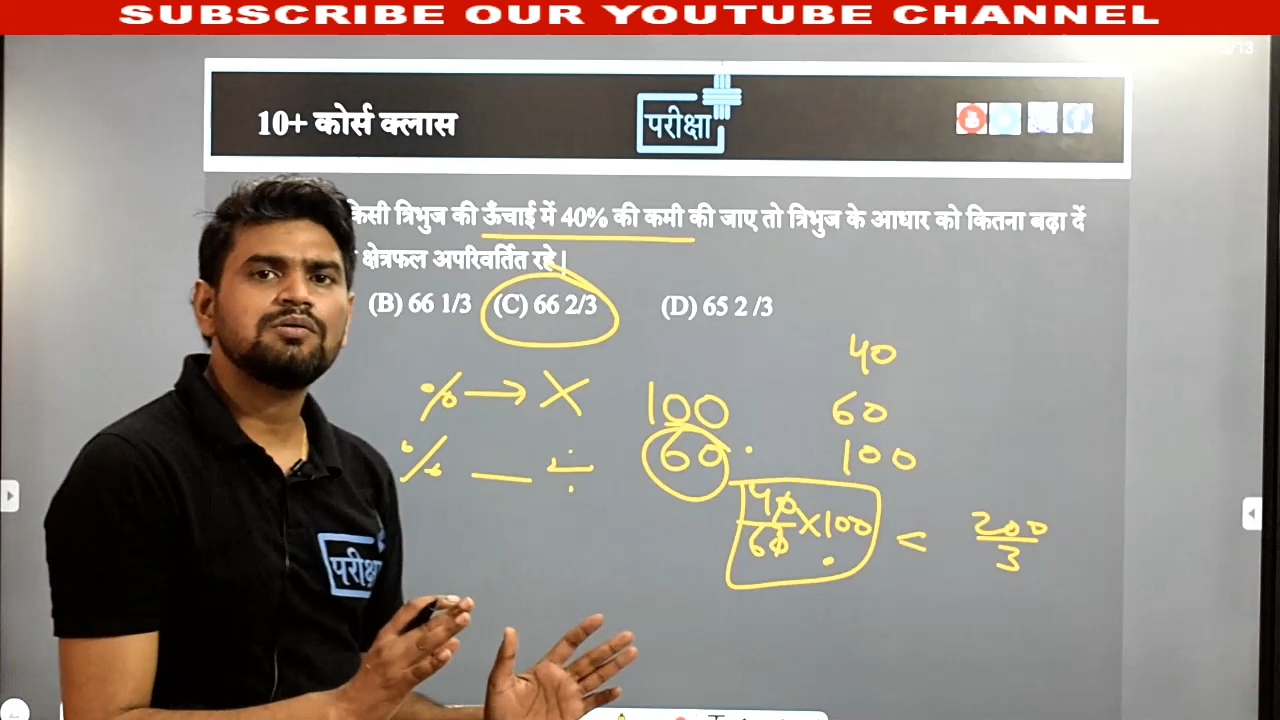 SUBSCRIBE OUR YOUTUBE CHANNEL
/13
10+ कोर्स क्लास
परीक्षा
त्रिभुज की ऊँचाई में 40% की कमी की जाए तो त्रिभुज के आधार को कितना बढ़ा दें
क्षेत्रफल अपरिवर्तित रहे |
(B) 66 1/3 (C) 66 2/3 (D) 65 2 /3
40
% → × 100 60
% — ÷ 60 100
40/60 × 100 < 200/3
परीक्षा